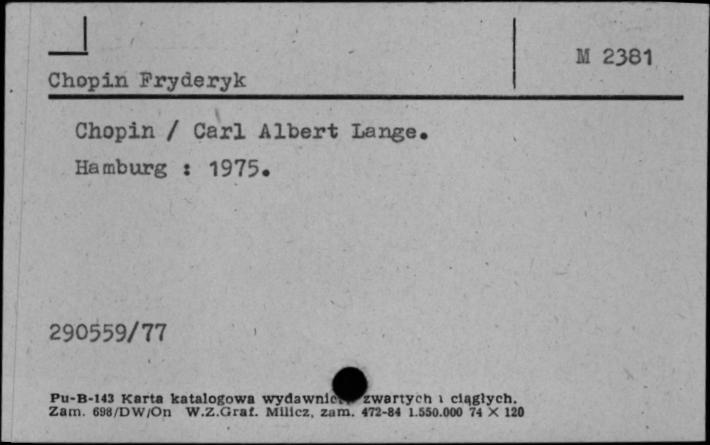 M 2381
Chopin Fryderyk
Chopin / Carl Albert Lange.
Hamburg : 1975.
290559/77
Pu-B-143 Karta katalogowa wydawnic zwartych i ciągłych.
Zam. 698/DW/On W.Z.Graf. Milicz, zam. 472-84 1.550.000 74 × 120